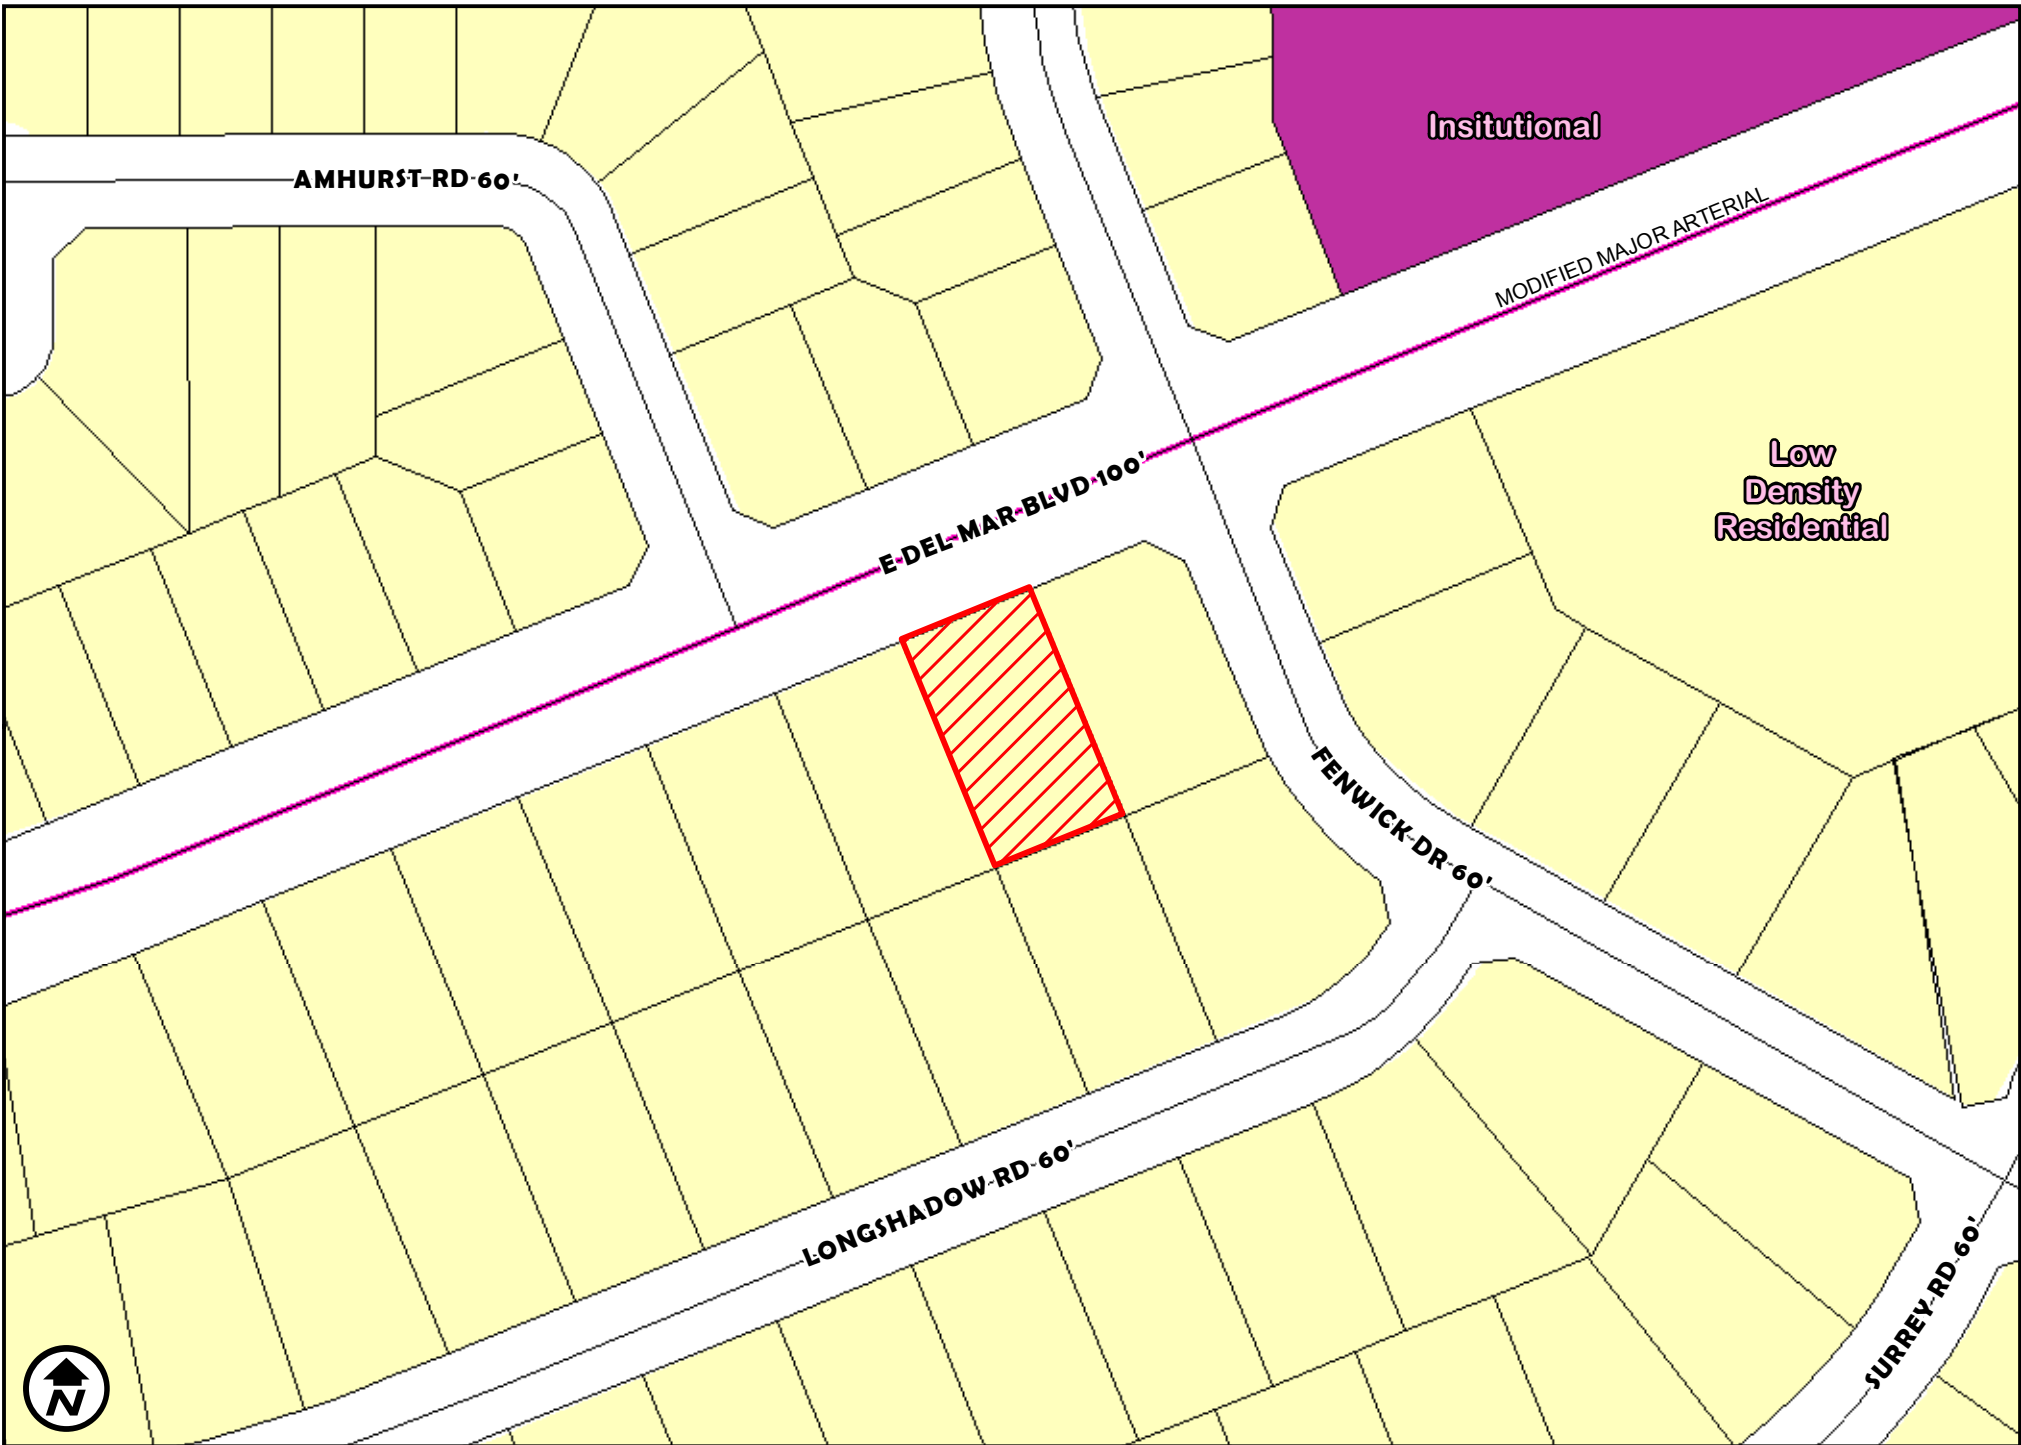 Insitutional
AMHURST RD 60'
MODIFIED MAJOR ARTERIAL
Low
Density
Residential
E DEL MAR BLVD 100'
FENWICK DR 60'
LONGSHADOW RD 60'
SURREY RD 60'
N